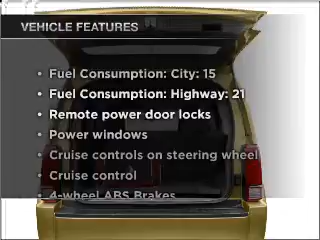 VEHICLE FEATURES
• Fuel Consumption: City: 15
• Fuel Consumption: Highway: 21
• Remote power door locks
• Power windows
• Cruise controls on steering wheel
• Cruise control
• 4-wheel ABS Brakes